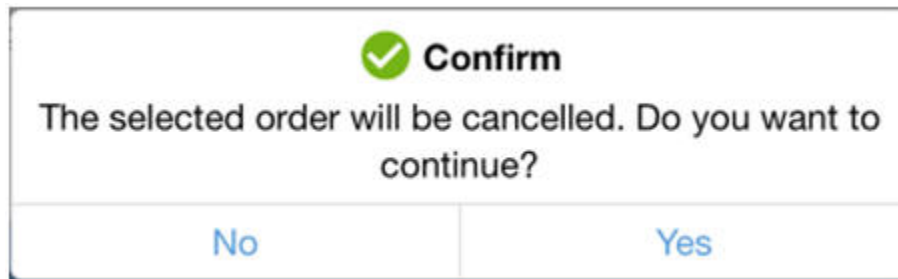 Confirm
The selected order will be cancelled. Do you want to
continue?
No Yes